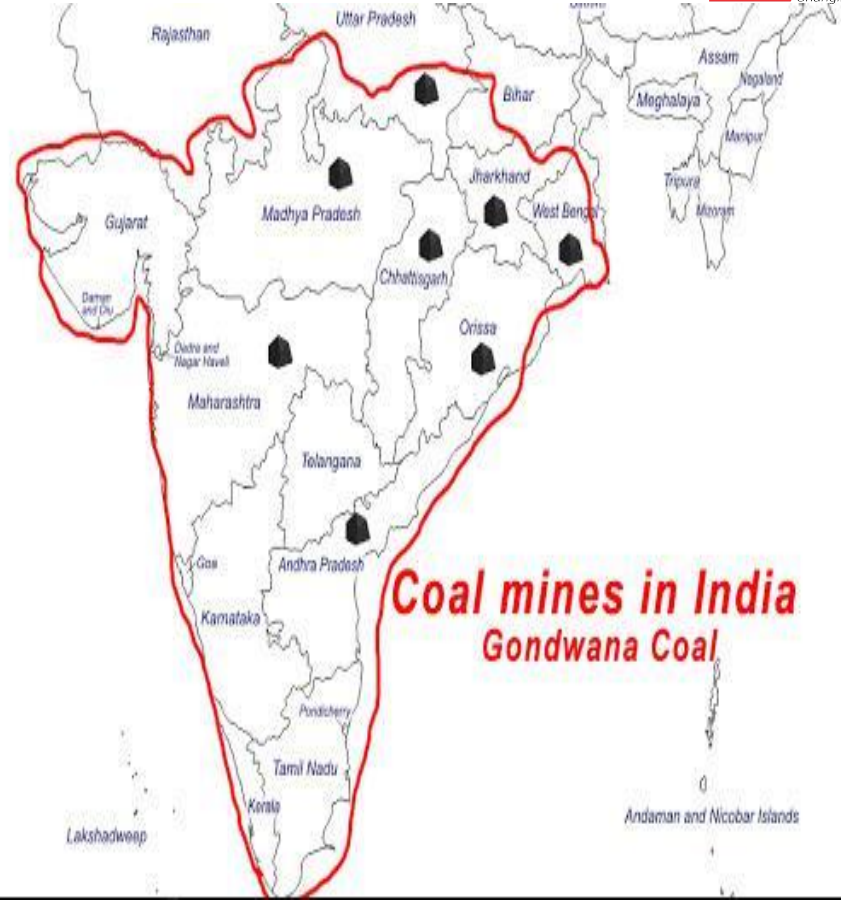 Uttar Pradesh
Rajasthan
Assam
Nagaland
Bihar
Meghalaya
Manipur
Jharkhand
Tripura
Madhya Pradesh
West Bengal
Mizoram
Gujarat
Chhattisgarh
Daman
and Diu
Orissa
Dadra and
Nagar Haveli
Maharashtra
Telangana
Goa
Andhra Pradesh
Coal mines in India
Karnataka
Gondwana Coal
Pondicherry
Tamil Nadu
Kerala
Andaman and Nicobar Islands
Lakshadweep